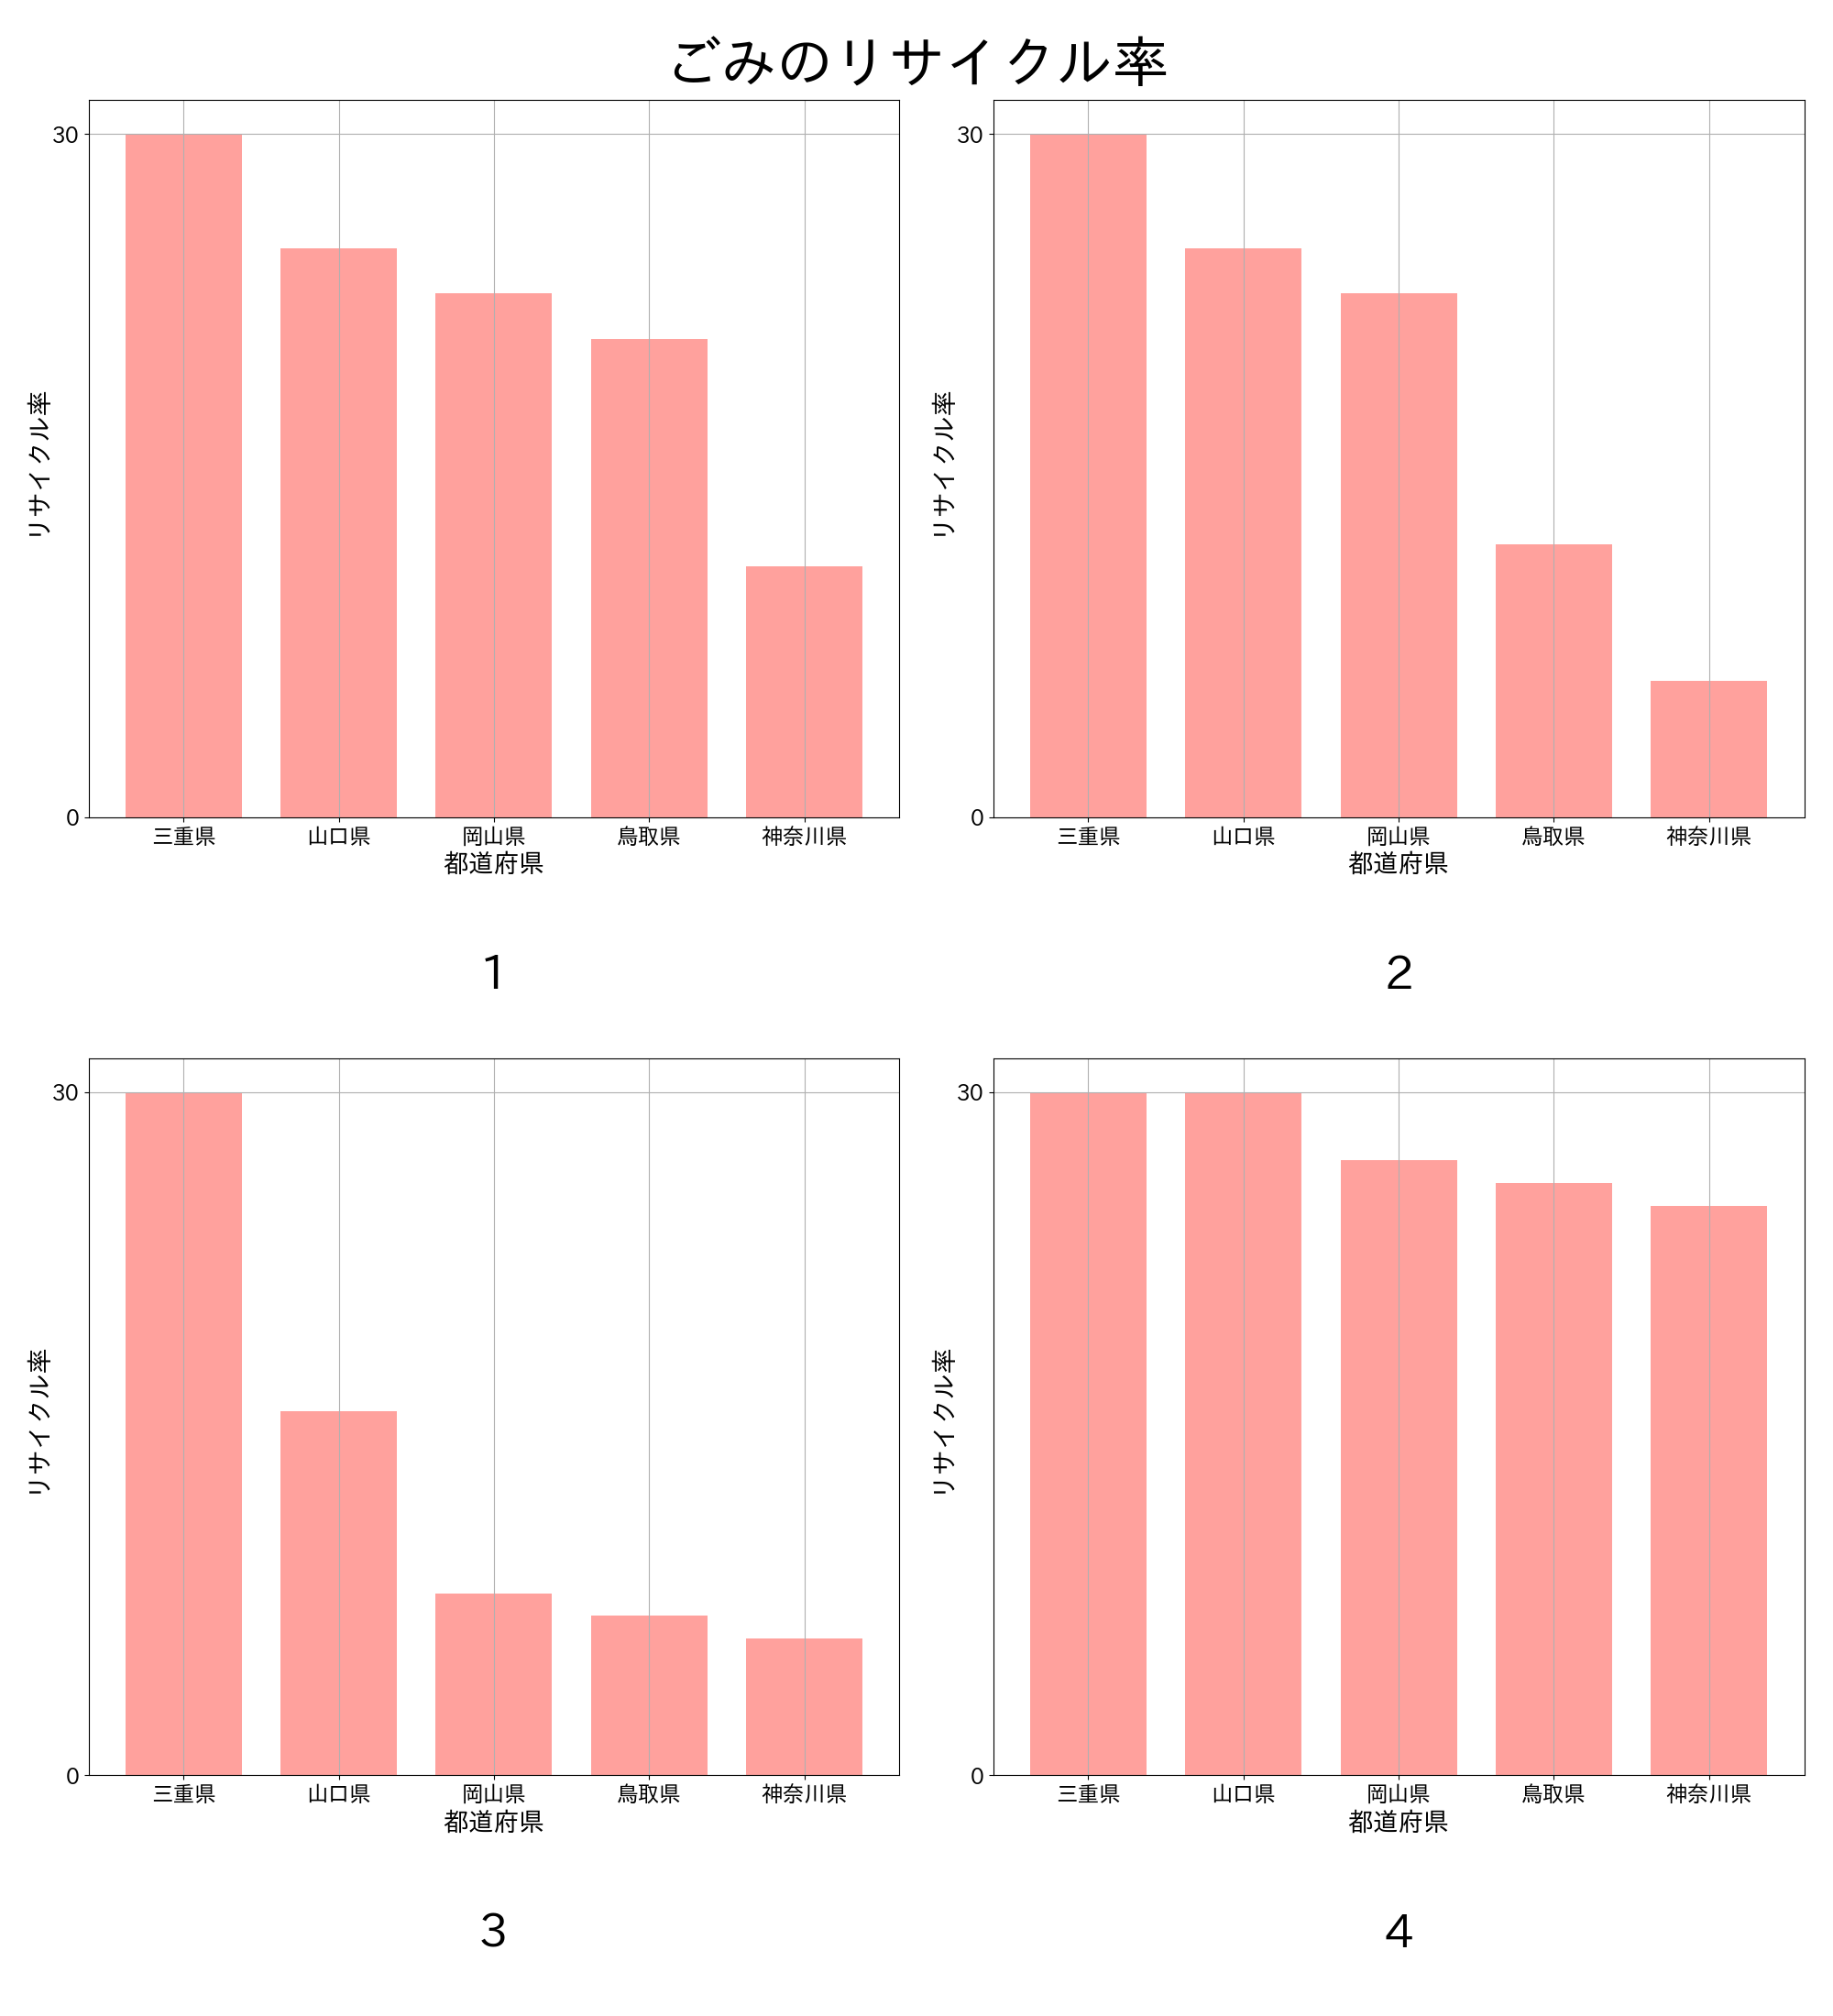 ごみのリサイクル率
30
0
リサイクル率
三重県 山口県 岡山県 鳥取県 神奈川県
都道府県
1
30
0
リサイクル率
三重県 山口県 岡山県 鳥取県 神奈川県
都道府県
2
30
0
リサイクル率
三重県 山口県 岡山県 鳥取県 神奈川県
都道府県
3
30
0
リサイクル率
三重県 山口県 岡山県 鳥取県 神奈川県
都道府県
4